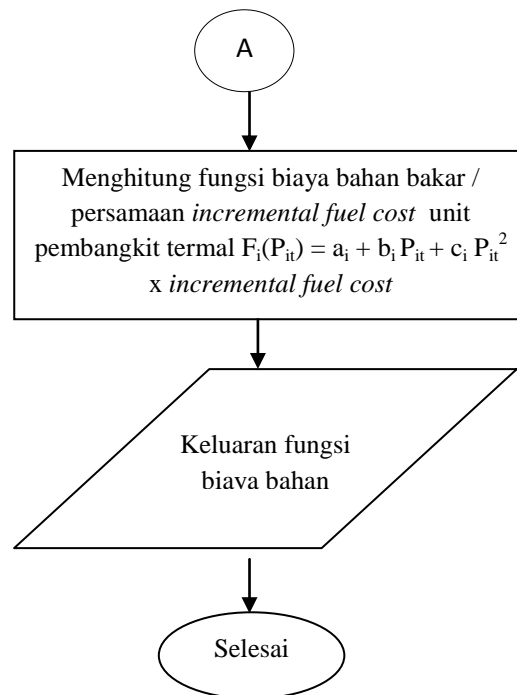 A
Menghitung fungsi biaya bahan bakar /
persamaan incremental fuel cost unit
pembangkit termal Fᵢ(Pᵢₜ) = aᵢ + bᵢ Pᵢₜ + cᵢ Pᵢₜ²
x incremental fuel cost
Keluaran fungsi
biava bahan
Selesai